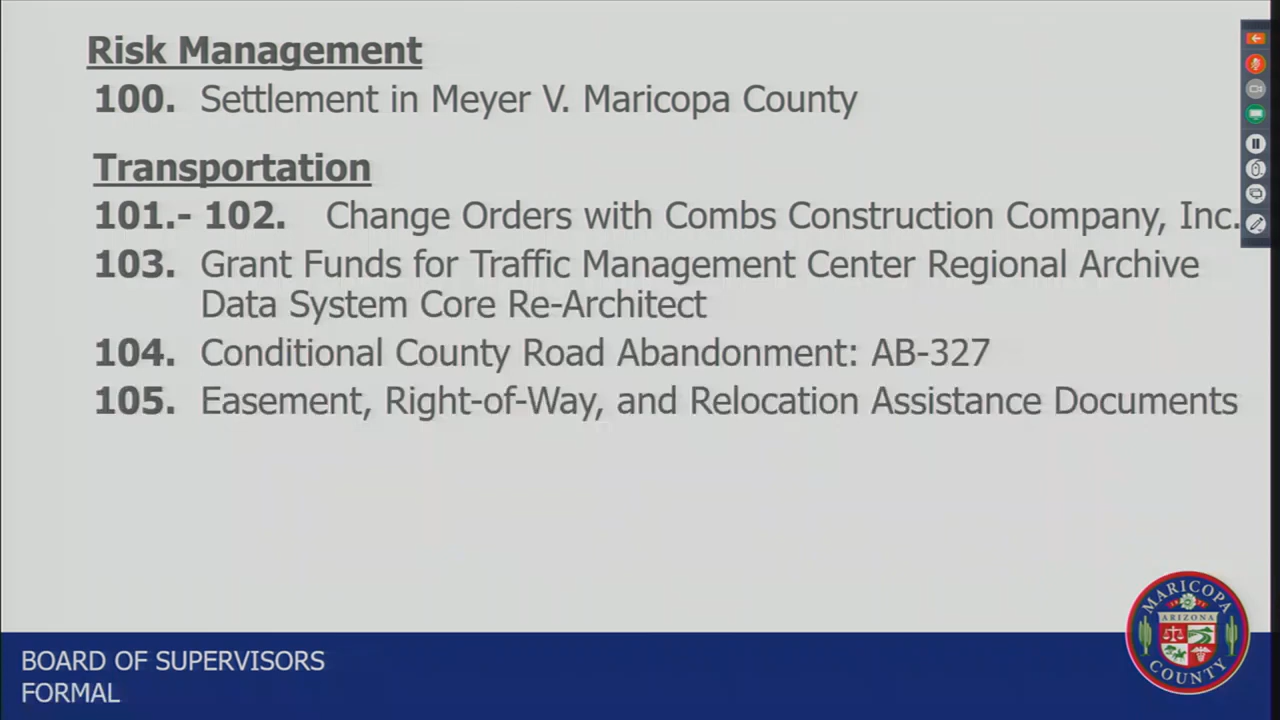 Risk Management
100. Settlement in Meyer V. Maricopa County
Transportation
101.- 102. Change Orders with Combs Construction Company, Inc.
103. Grant Funds for Traffic Management Center Regional Archive
Data System Core Re-Architect
104. Conditional County Road Abandonment: AB-327
105. Easement, Right-of-Way, and Relocation Assistance Documents
BOARD OF SUPERVISORS
FORMAL
MARICOPA
ARIZONA
COUNTY